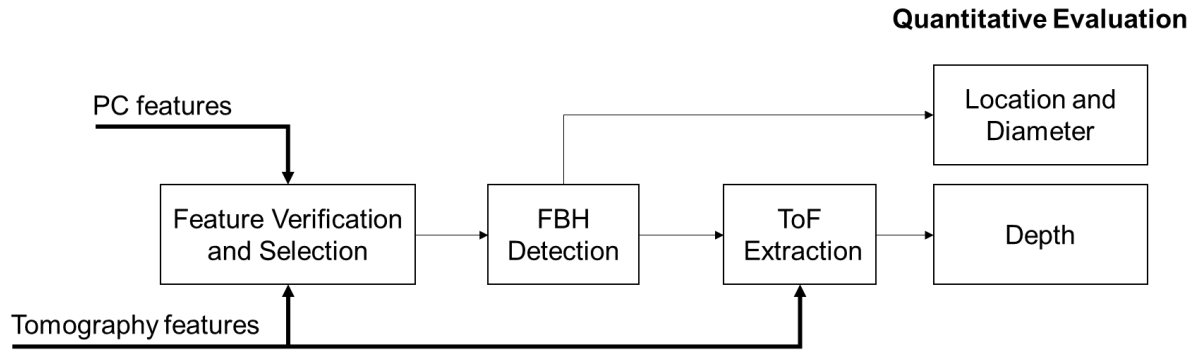 Quantitative Evaluation
PC features
Location and
Diameter
Feature Verification
and Selection
FBH
Detection
ToF
Extraction
Depth
Tomography features